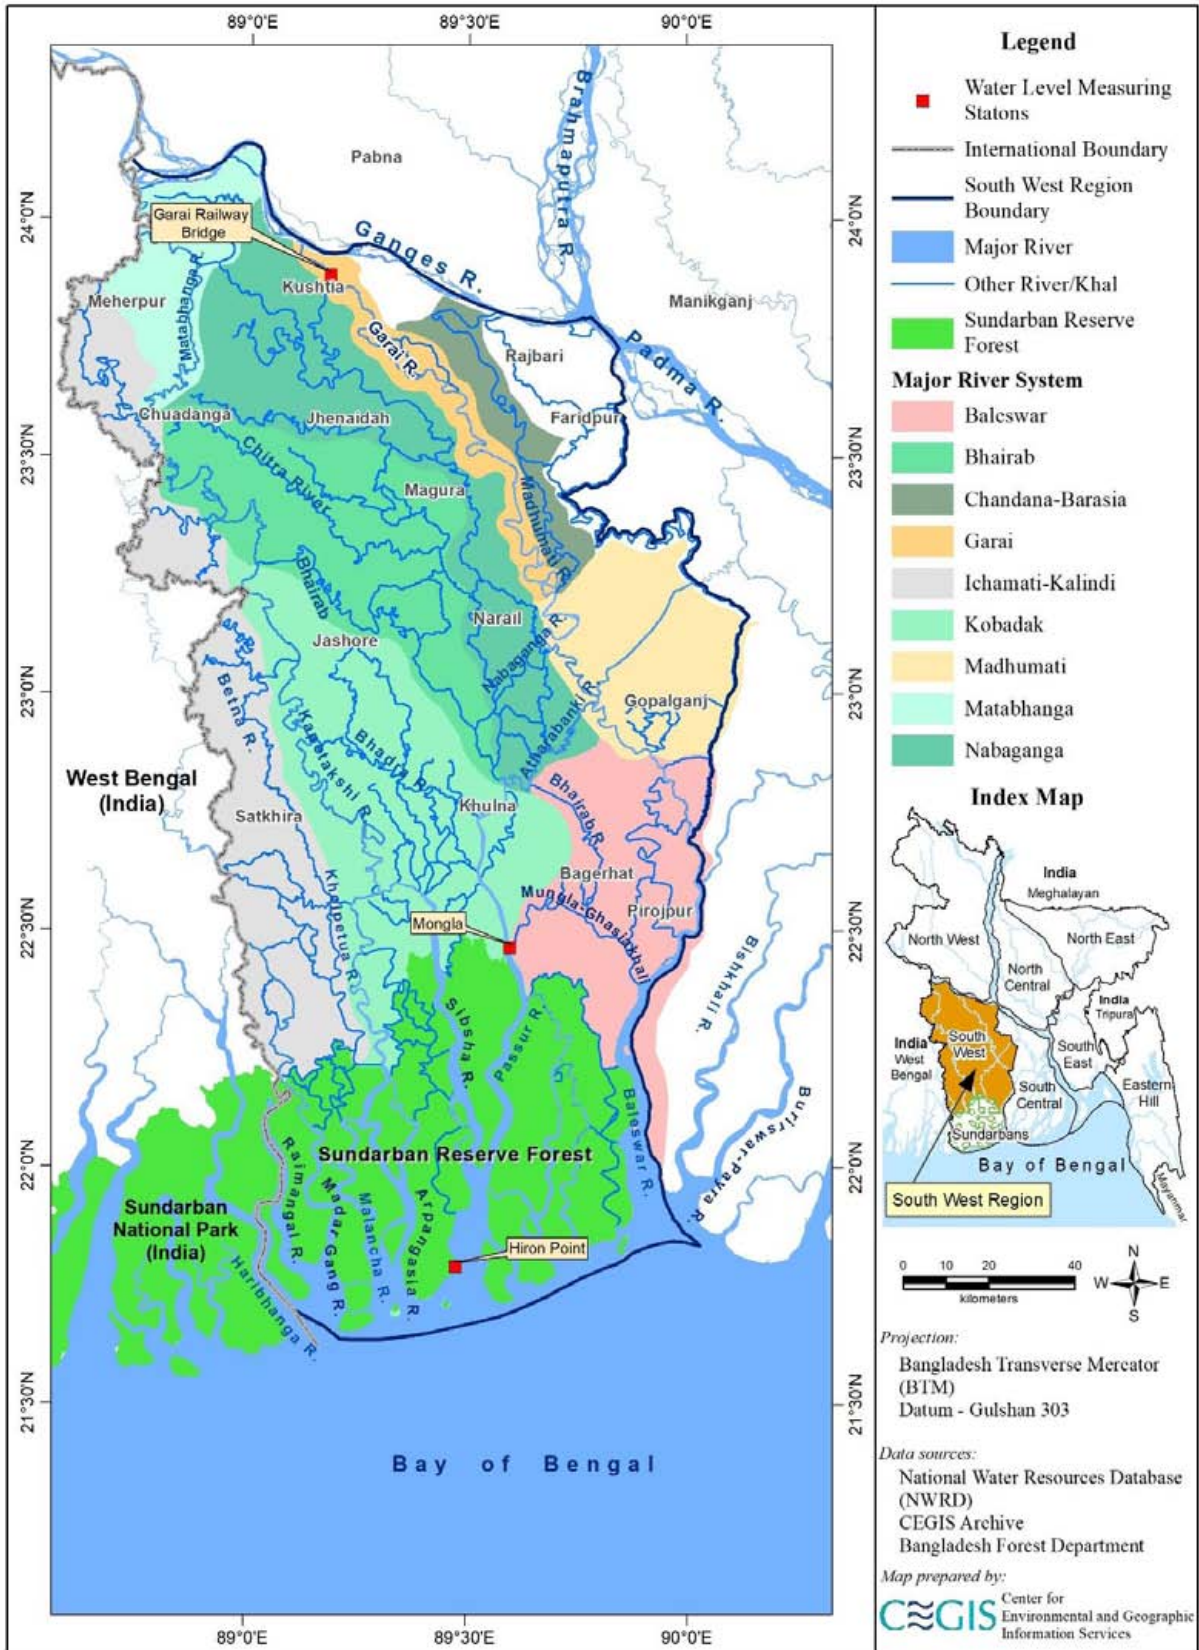 89°0'E
89°30'E
90°0'E
24°0'N
23°30'N
23°0'N
22°30'N
22°0'N
21°30'N
24°0'N
23°30'N
23°0'N
22°30'N
22°0'N
21°30'N
89°0'E
89°30'E
90°0'E
Pabna
Brahmaputra R.
Garai Railway
Bridge
Ganges R.
Kushtia
Meherpur
Matabhanga R.
Manikganj
Garai R.
Rajbari
Padma R.
Chuadanga
Jhenaidah
Faridpur
Chitra River
Magura
Madhumati R.
Bhairab
Narail
Jashore
Nabaganga R.
Betna R.
Gopalganj
Kapatakshi R.
Bhadra R.
Atharabanki R.
West Bengal
(India)
Satkhira
Khulna
Bhairab R.
Bagerhat
Kholpetua R.
Mungla-Ghasiakhali
Pirojpur
Mongla
Bishkhali R.
Sibsha R.
Passur R.
Baleswar R.
Burirswar-Payra R.
Sundarban Reserve Forest
Sundarban
National Park
(India)
Raimangal R.
Madar Gang R.
Malancha R.
Arpangasia R.
Hiron Point
Haribhanga R.
Bay of Bengal
Legend
Water Level Measuring
Statons
International Boundary
South West Region
Boundary
Major River
Other River/Khal
Sundarban Reserve
Forest
Major River System
Baleswar
Bhairab
Chandana-Barasia
Garai
Ichamati-Kalindi
Kobadak
Madhumati
Matabhanga
Nabaganga
Index Map
India
Meghalayan
North West
North East
North
Central
India
Tripura
South
West
India
West
Bengal
South
East
South
Central
Eastern
Hill
Sundarbans
Bay of Bengal
Mayanmar
South West Region
0 10 20 40
kilometers
N
W E
S
Projection:
Bangladesh Transverse Mercator
(BTM)
Datum - Gulshan 303
Data sources:
National Water Resources Database
(NWRD)
CEGIS Archive
Bangladesh Forest Department
Map prepared by:
CEGIS
Center for
Environmental and Geographic
Information Services